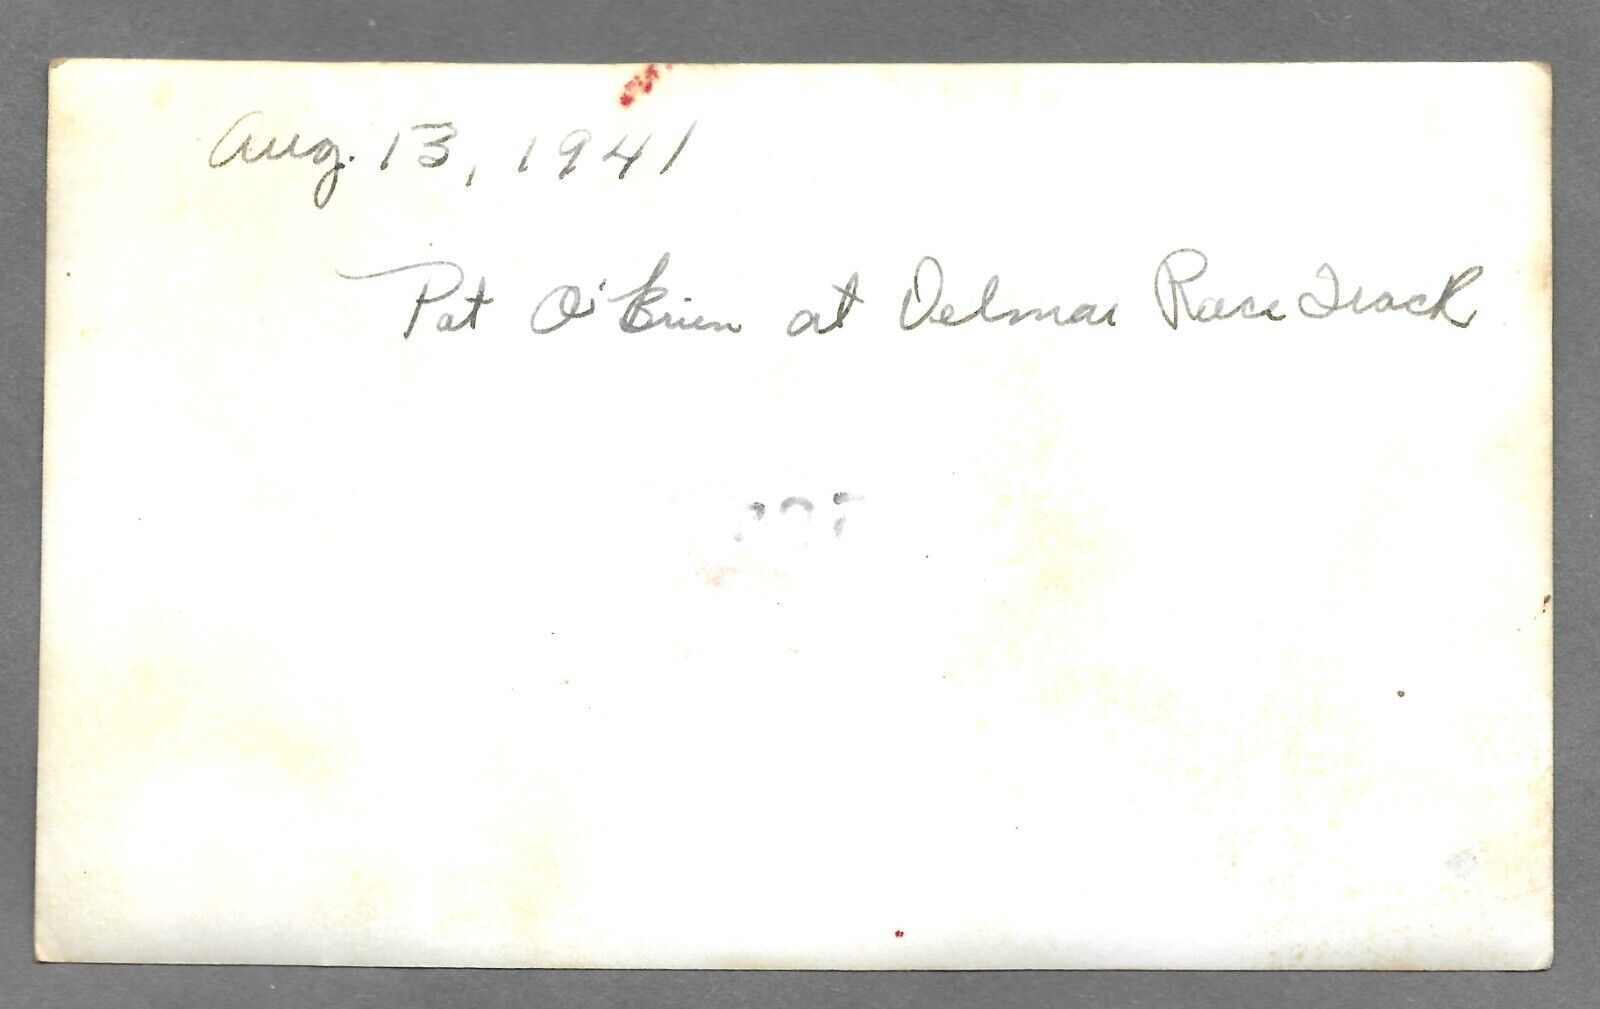 Aug. 13, 1941
Pat O'Brien at Delmar Race Track